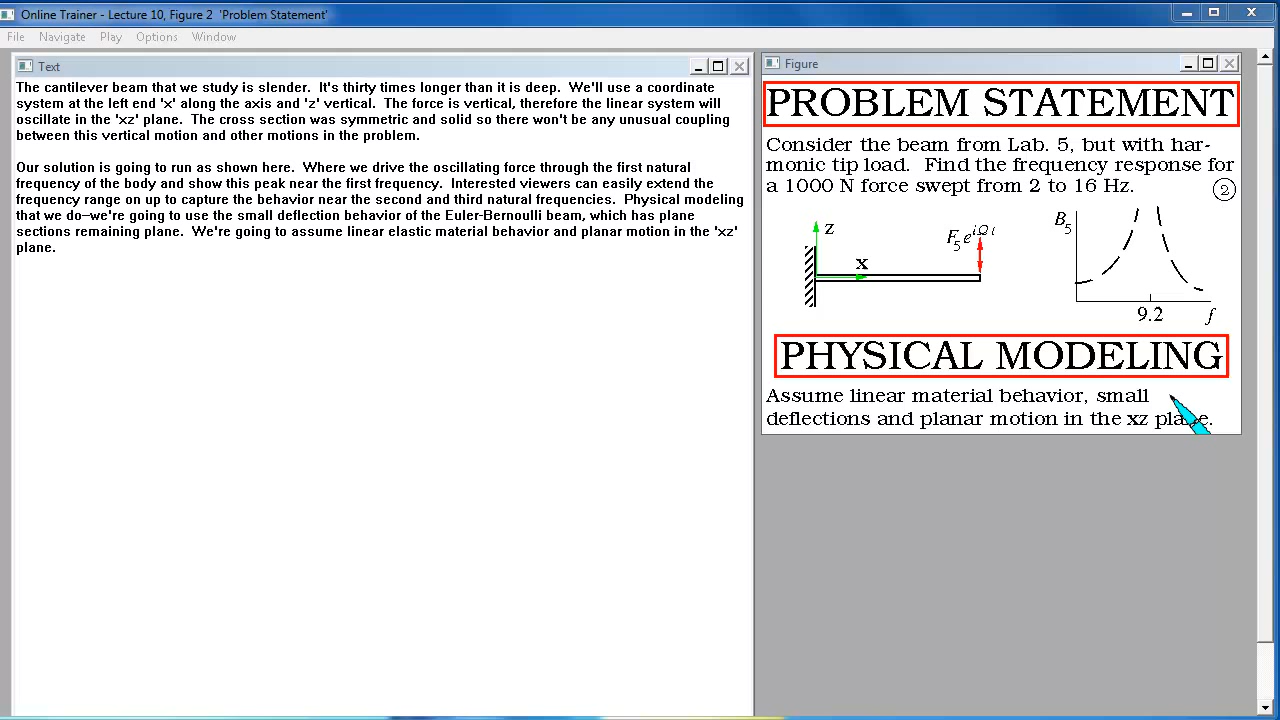 Online Trainer - Lecture 10, Figure 2 'Problem Statement'
File Navigate Play Options Window
Text
The cantilever beam that we study is slender. It's thirty times longer than it is deep. We'll use a coordinate
system at the left end 'x' along the axis and 'z' vertical. The force is vertical, therefore the linear system will
oscillate in the 'xz' plane. The cross section was symmetric and solid so there won't be any unusual coupling
between this vertical motion and other motions in the problem.
Our solution is going to run as shown here. Where we drive the oscillating force through the first natural
frequency of the body and show this peak near the first frequency. Interested viewers can easily extend the
frequency range on up to capture the behavior near the second and third natural frequencies. Physical modeling
that we do–we're going to use the small deflection behavior of the Euler-Bernoulli beam, which has plane
sections remaining plane. We're going to assume linear elastic material behavior and planar motion in the 'xz'
plane.
Figure
PROBLEM STATEMENT
Consider the beam from Lab. 5, but with har-
monic tip load. Find the frequency response for
a 1000 N force swept from 2 to 16 Hz.
2
z
x
F5 e iΩt
B5
9.2
f
PHYSICAL MODELING
Assume linear material behavior, small
deflections and planar motion in the xz plane.